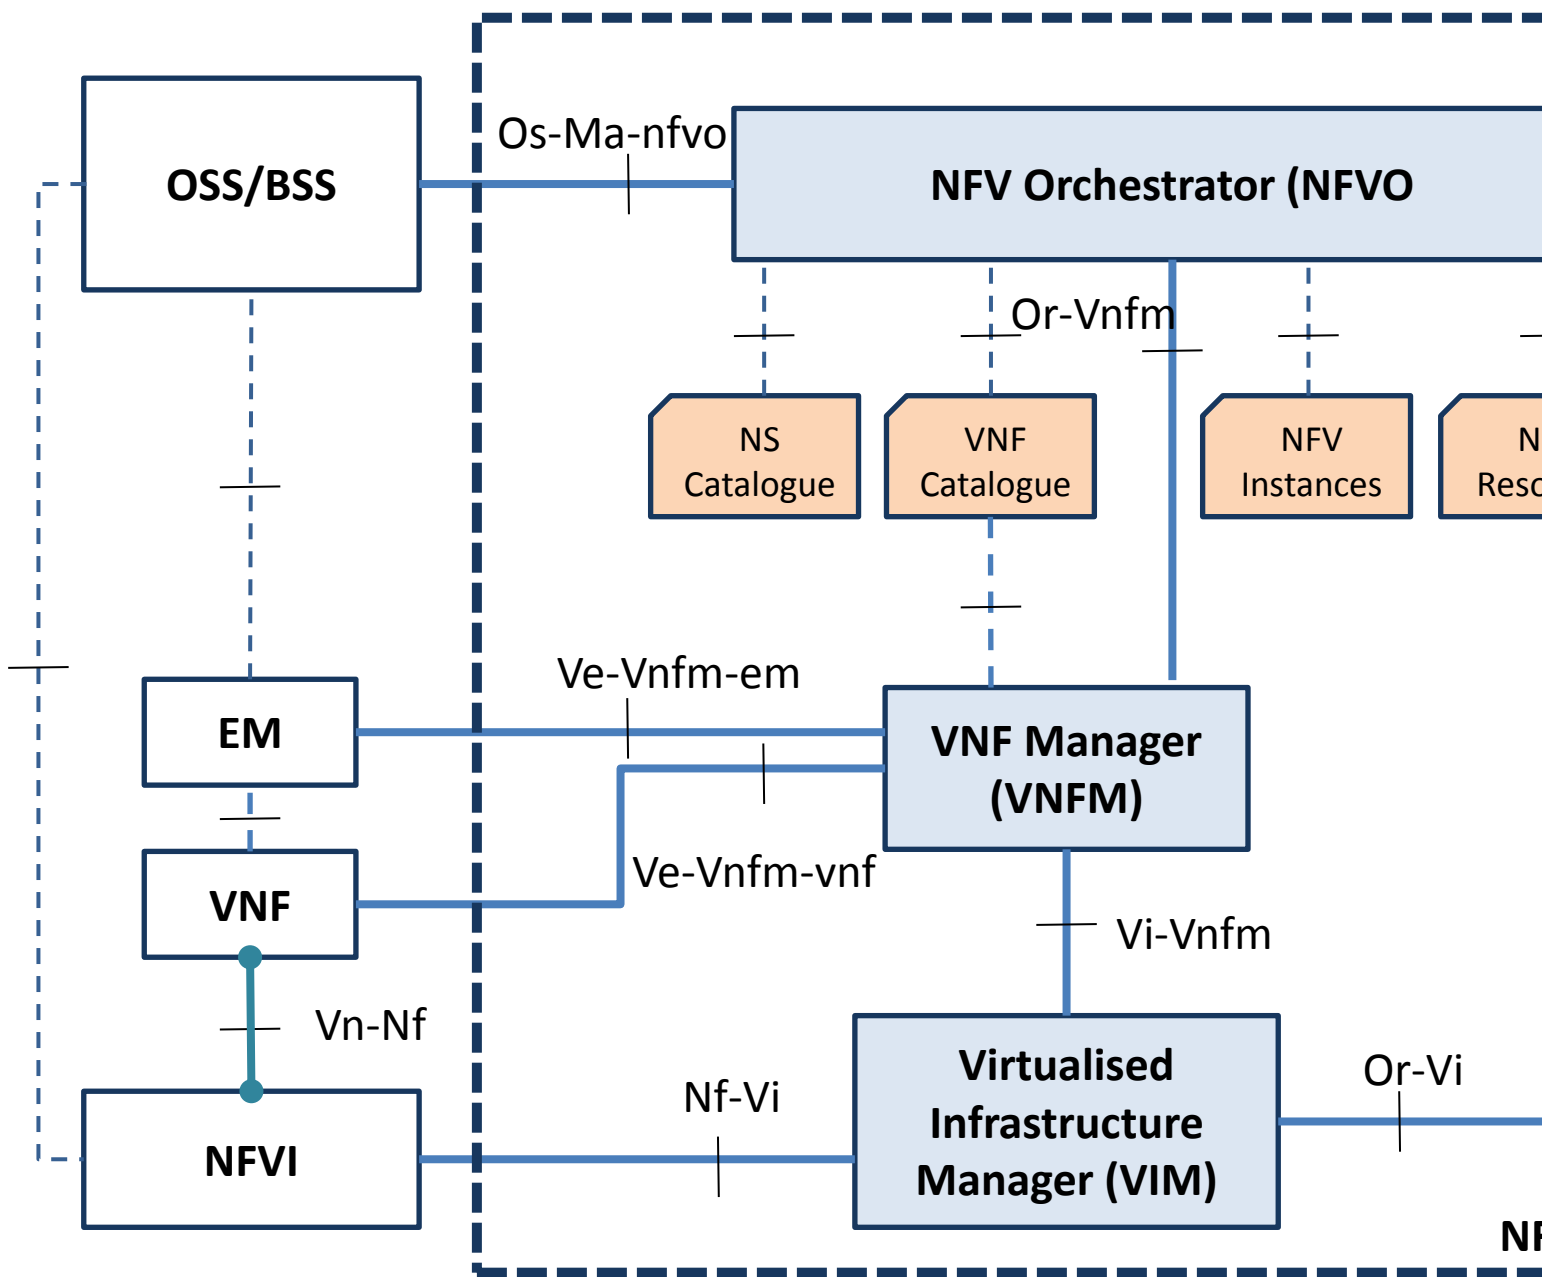 Os-Ma-nfvo
OSS/BSS
NFV Orchestrator (NFVO
Or-Vnfm
NS
Catalogue
VNF
Catalogue
NFV
Instances
Ve-Vnfm-em
EM
VNF Manager
(VNFM)
Ve-Vnfm-vnf
VNF
Vi-Vnfm
Vn-Nf
Virtualised
Infrastructure
Manager (VIM)
Or-Vi
Nf-Vi
NFVI